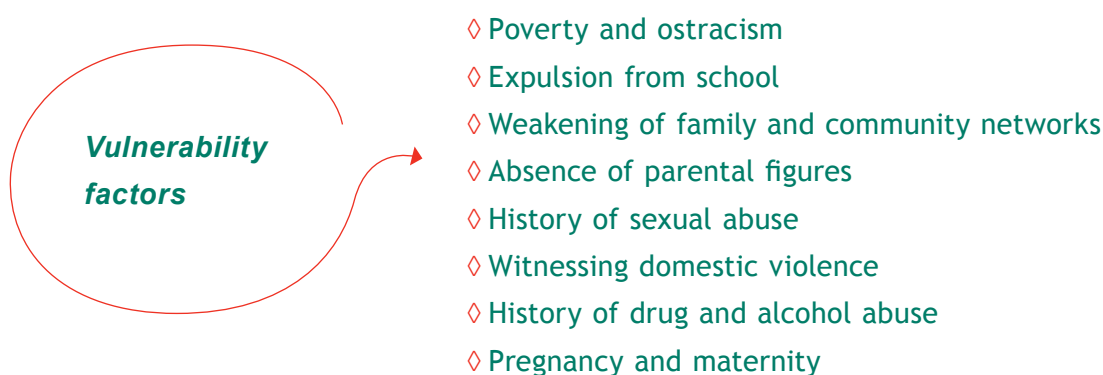 Vulnerability
factors
◊ Poverty and ostracism
◊ Expulsion from school
◊ Weakening of family and community networks
◊ Absence of parental figures
◊ History of sexual abuse
◊ Witnessing domestic violence
◊ History of drug and alcohol abuse
◊ Pregnancy and maternity